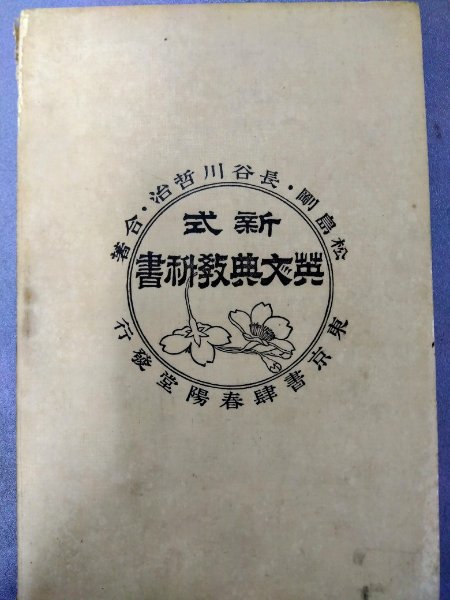 松島剛・長谷川哲治・合著
新式
英文典教科書
東京書肆春陽堂發行